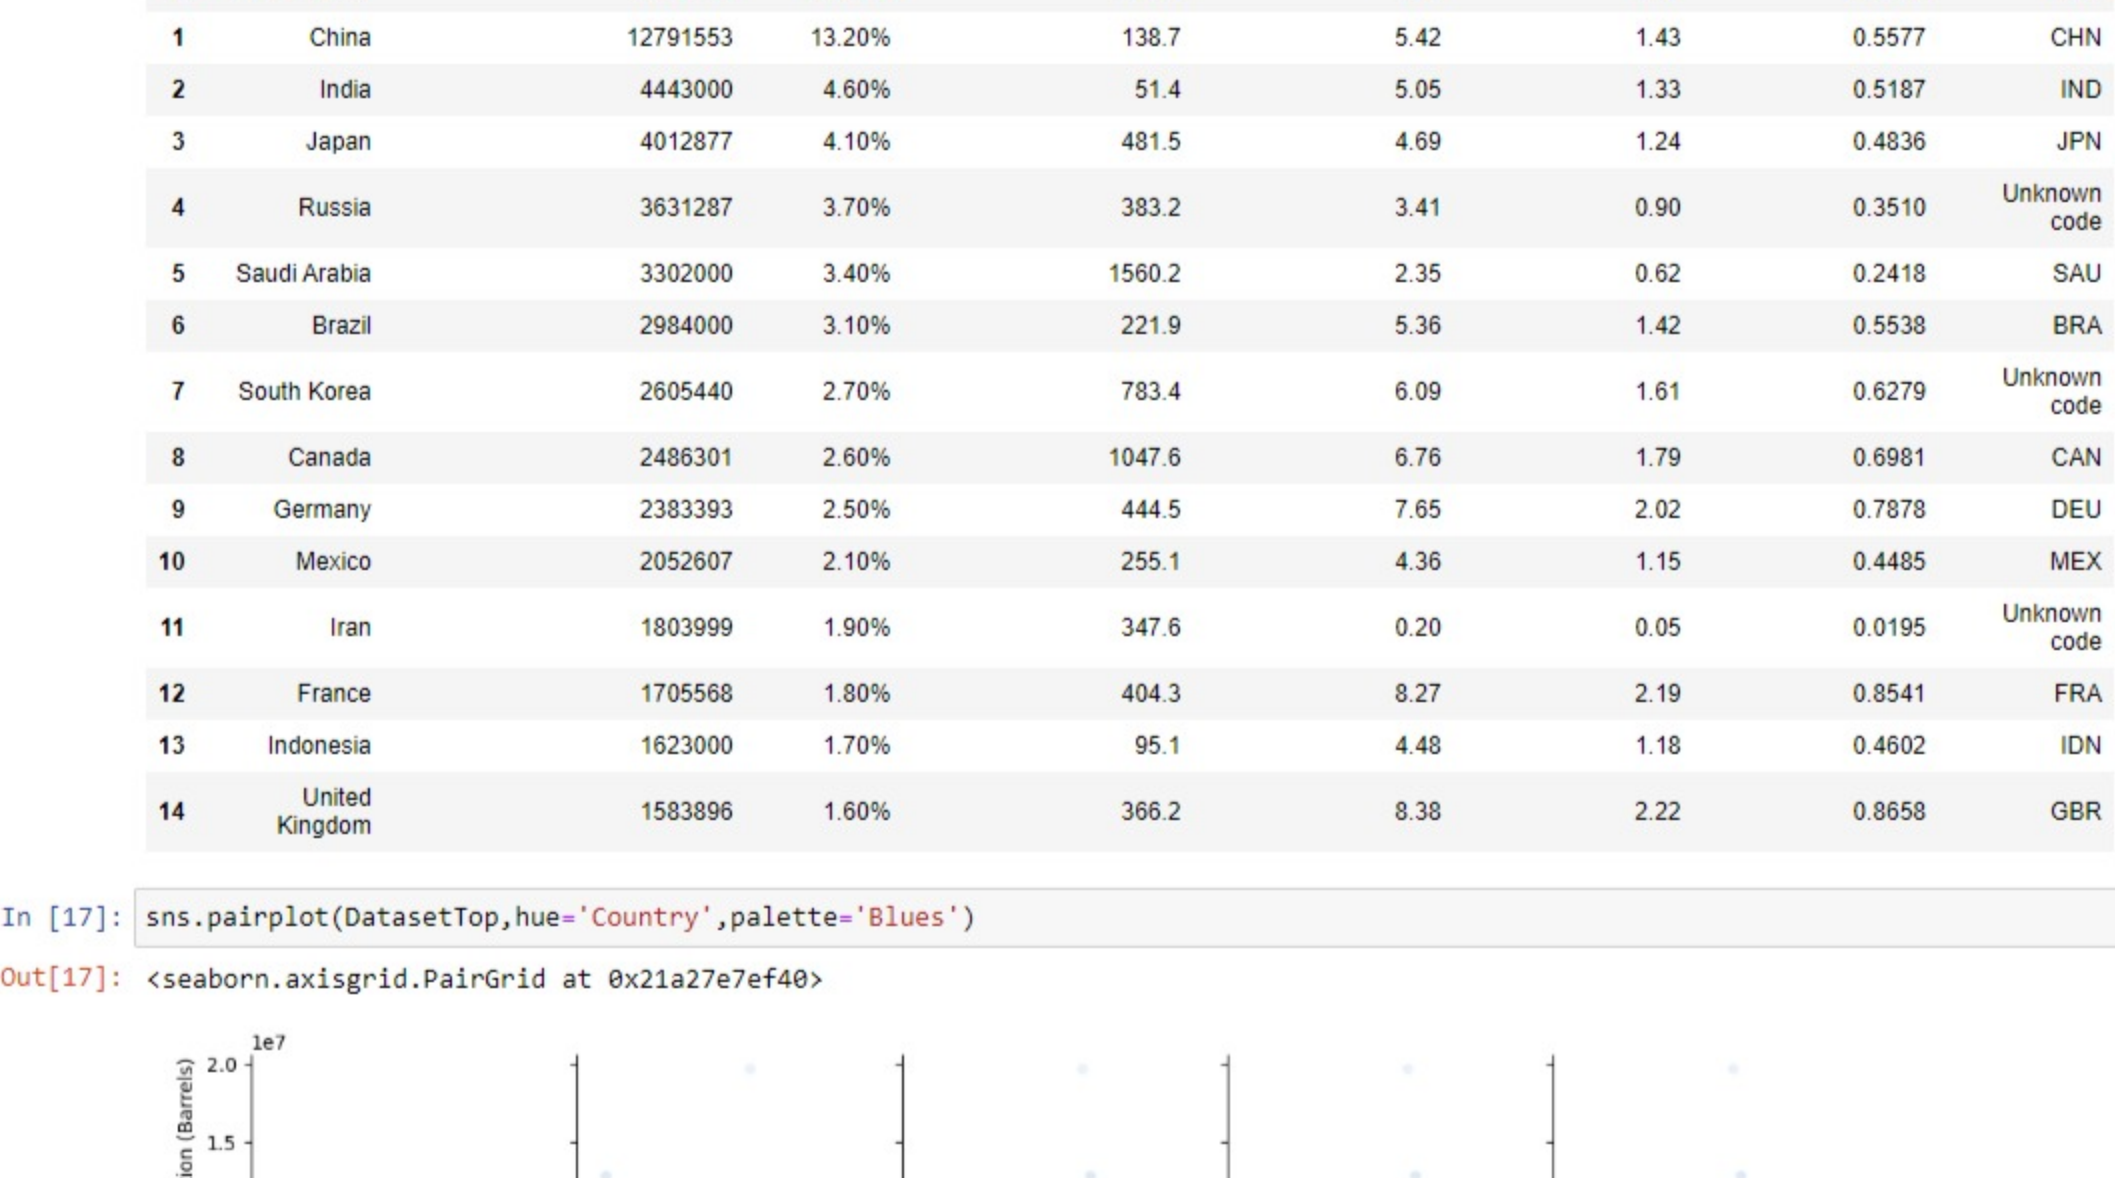 1 China 12791553 13.20% 138.7 5.42 1.43 0.5577 CHN
2 India 4443000 4.60% 51.4 5.05 1.33 0.5187 IND
3 Japan 4012877 4.10% 481.5 4.69 1.24 0.4836 JPN
4 Russia 3631287 3.70% 383.2 3.41 0.90 0.3510 Unknown code
5 Saudi Arabia 3302000 3.40% 1560.2 2.35 0.62 0.2418 SAU
6 Brazil 2984000 3.10% 221.9 5.36 1.42 0.5538 BRA
7 South Korea 2605440 2.70% 783.4 6.09 1.61 0.6279 Unknown code
8 Canada 2486301 2.60% 1047.6 6.76 1.79 0.6981 CAN
9 Germany 2383393 2.50% 444.5 7.65 2.02 0.7878 DEU
10 Mexico 2052607 2.10% 255.1 4.36 1.15 0.4485 MEX
11 Iran 1803999 1.90% 347.6 0.20 0.05 0.0195 Unknown code
12 France 1705568 1.80% 404.3 8.27 2.19 0.8541 FRA
13 Indonesia 1623000 1.70% 95.1 4.48 1.18 0.4602 IDN
14 United Kingdom 1583896 1.60% 366.2 8.38 2.22 0.8658 GBR
In [17]: sns.pairplot(DatasetTop,hue='Country',palette='Blues')
Out[17]: <seaborn.axisgrid.PairGrid at 0x21a27e7ef40>
1e7
2.0
1.5
ion (Barrels)